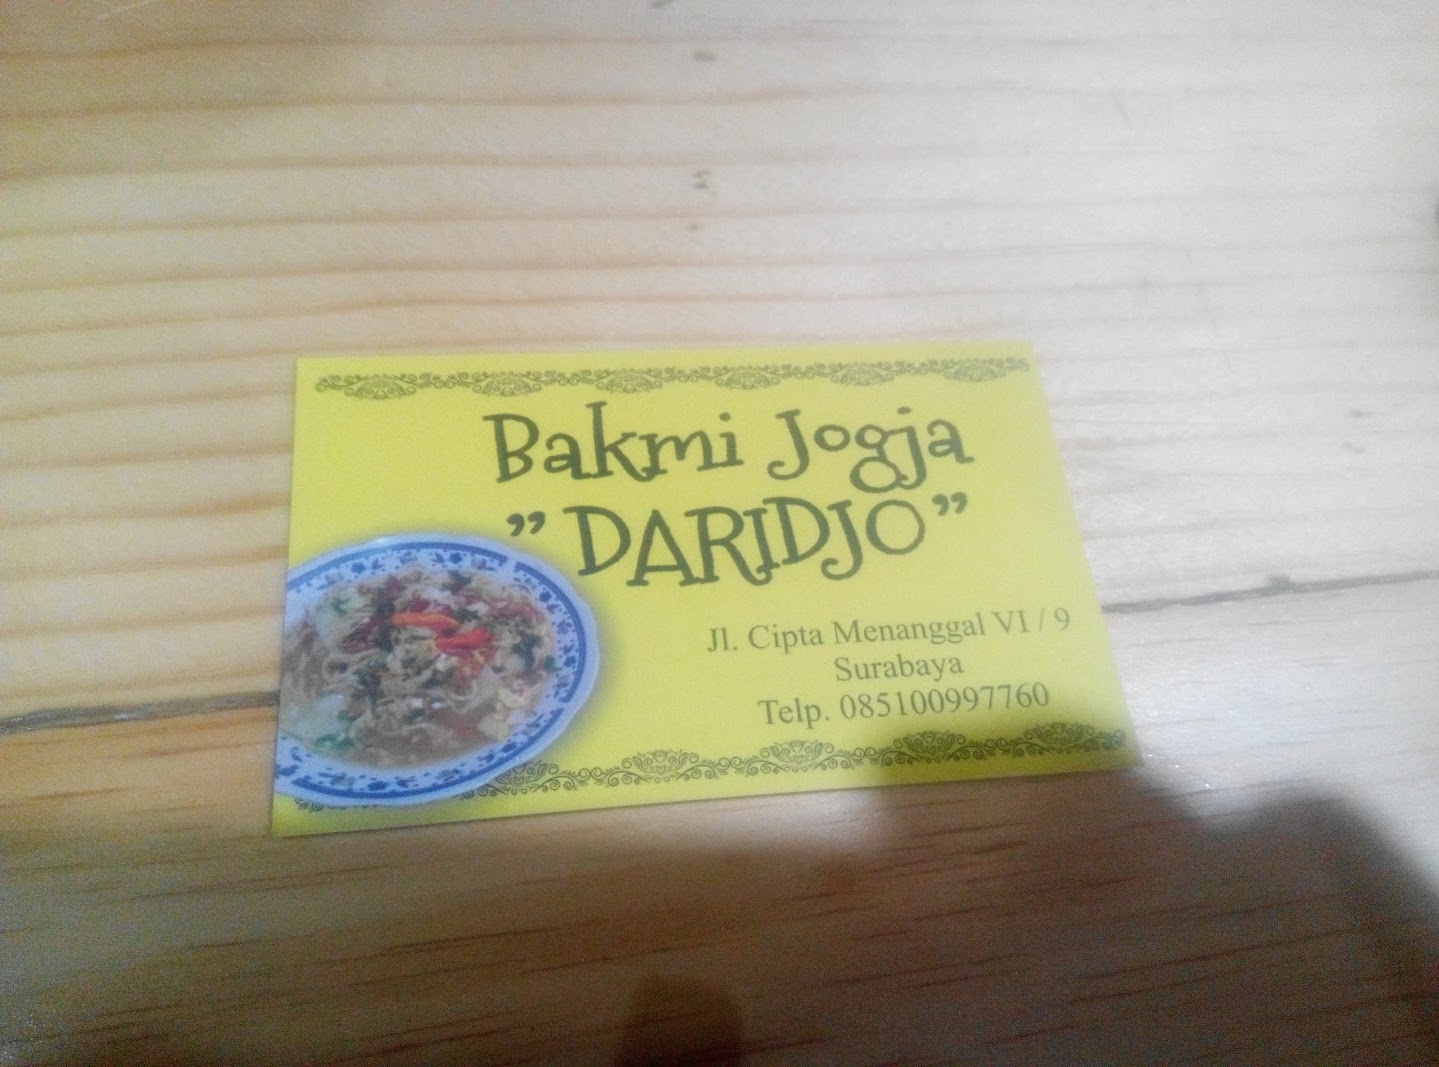 Bakmi Jogja
”DARIDJO”
Jl. Cipta Menanggal VI / 9
Surabaya
Telp. 085100997760